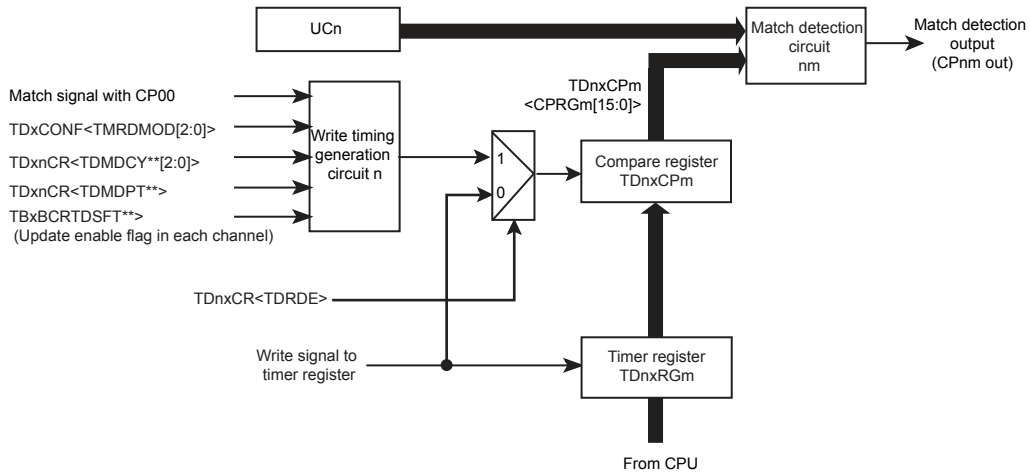 UCn
Match detection
circuit
nm
Match detection
output
(CPnm out)
TDnxCPm
<CPRGm[15:0]>
Match signal with CP00
TDxCONF<TMRDMOD[2:0]>
TDxnCR<TDMDCY**[2:0]>
TDxnCR<TDMDPT**>
TBxBCRTDSFT**>
(Update enable flag in each channel)
Write timing
generation
circuit n
1
0
Compare register
TDnxCPm
TDnxCR<TDRDE>
Write signal to
timer register
Timer register
TDnxRGm
From CPU